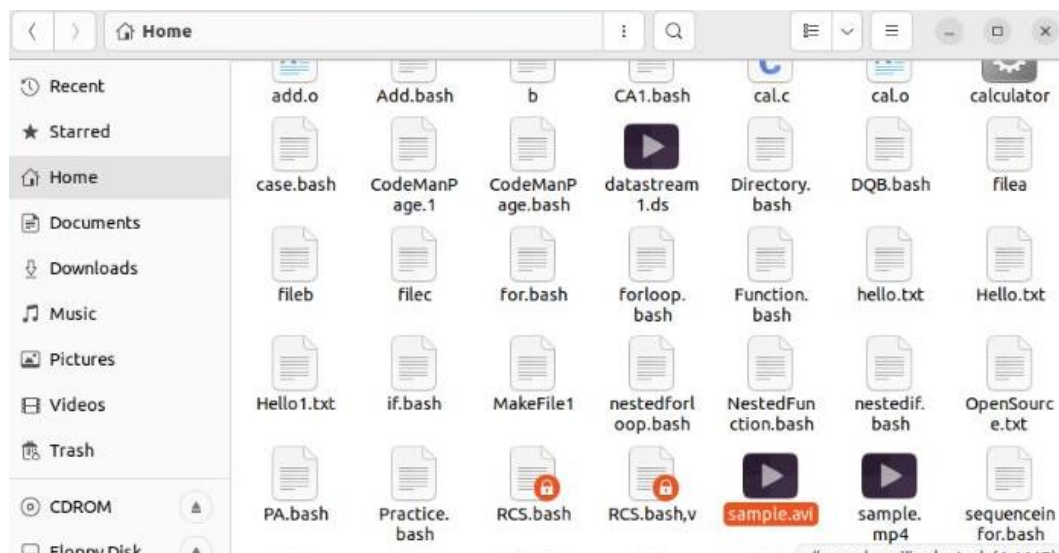 Home
Recent
Starred
Home
Documents
Downloads
Music
Pictures
Videos
Trash
CDROM
Floppy Disk
add.o
Add.bash
b
CA1.bash
cal.c
cal.o
calculator
case.bash
CodeManP
age.1
CodeManP
age.bash
datastream
1.ds
Directory.
bash
DQB.bash
filea
fileb
filec
for.bash
forloop.
bash
Function.
bash
hello.txt
Hello.txt
Hello1.txt
if.bash
MakeFile1
nestedforl
oop.bash
NestedFun
ction.bash
nestedif.
bash
OpenSourc
e.txt
PA.bash
Practice.
bash
RCS.bash
RCS.bash,v
sample.avi
sample.
mp4
sequencein
for.bash